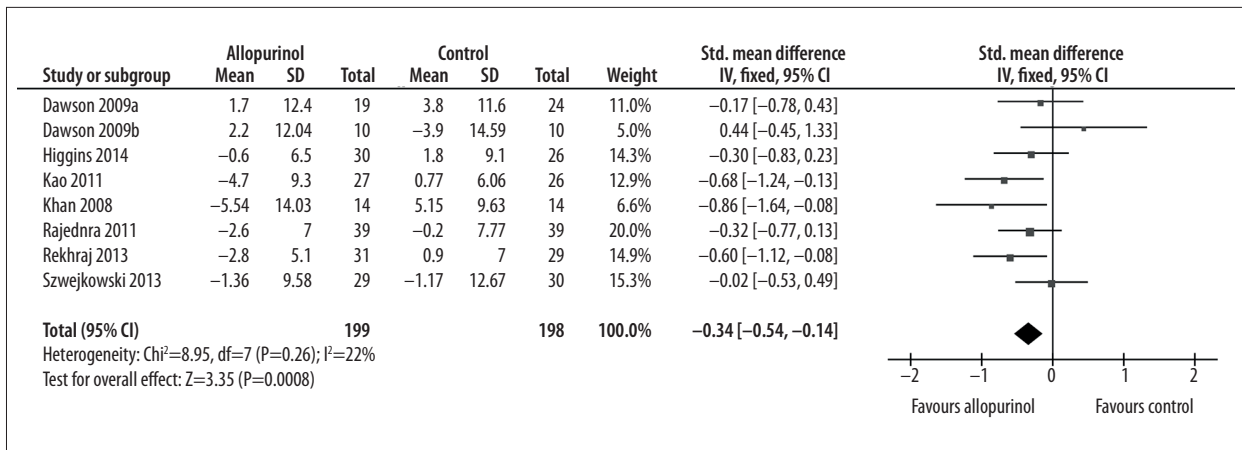 Allopurinol Control Std. mean difference Std. mean difference
Study or subgroup Mean SD Total Mean SD Total Weight IV, fixed, 95% CI IV, fixed, 95% CI
Dawson 2009a 1.7 12.4 19 3.8 11.6 24 11.0% −0.17 [−0.78, 0.43]
Dawson 2009b 2.2 12.04 10 −3.9 14.59 10 5.0% 0.44 [−0.45, 1.33]
Higgins 2014 −0.6 6.5 30 1.8 9.1 26 14.3% −0.30 [−0.83, 0.23]
Kao 2011 −4.7 9.3 27 0.77 6.06 26 12.9% −0.68 [−1.24, −0.13]
Khan 2008 −5.54 14.03 14 5.15 9.63 14 6.6% −0.86 [−1.64, −0.08]
Rajednra 2011 −2.6 7 39 −0.2 7.77 39 20.0% −0.32 [−0.77, 0.13]
Rekhraj 2013 −2.8 5.1 31 0.9 7 29 14.9% −0.60 [−1.12, −0.08]
Szwejkowski 2013 −1.36 9.58 29 −1.17 12.67 30 15.3% −0.02 [−0.53, 0.49]
Total (95% CI) 199 198 100.0% −0.34 [−0.54, −0.14]
Heterogeneity: Chi²=8.95, df=7 (P=0.26); I²=22%
Test for overall effect: Z=3.35 (P=0.0008)
−2 −1 0 1 2
Favours allopurinol Favours control